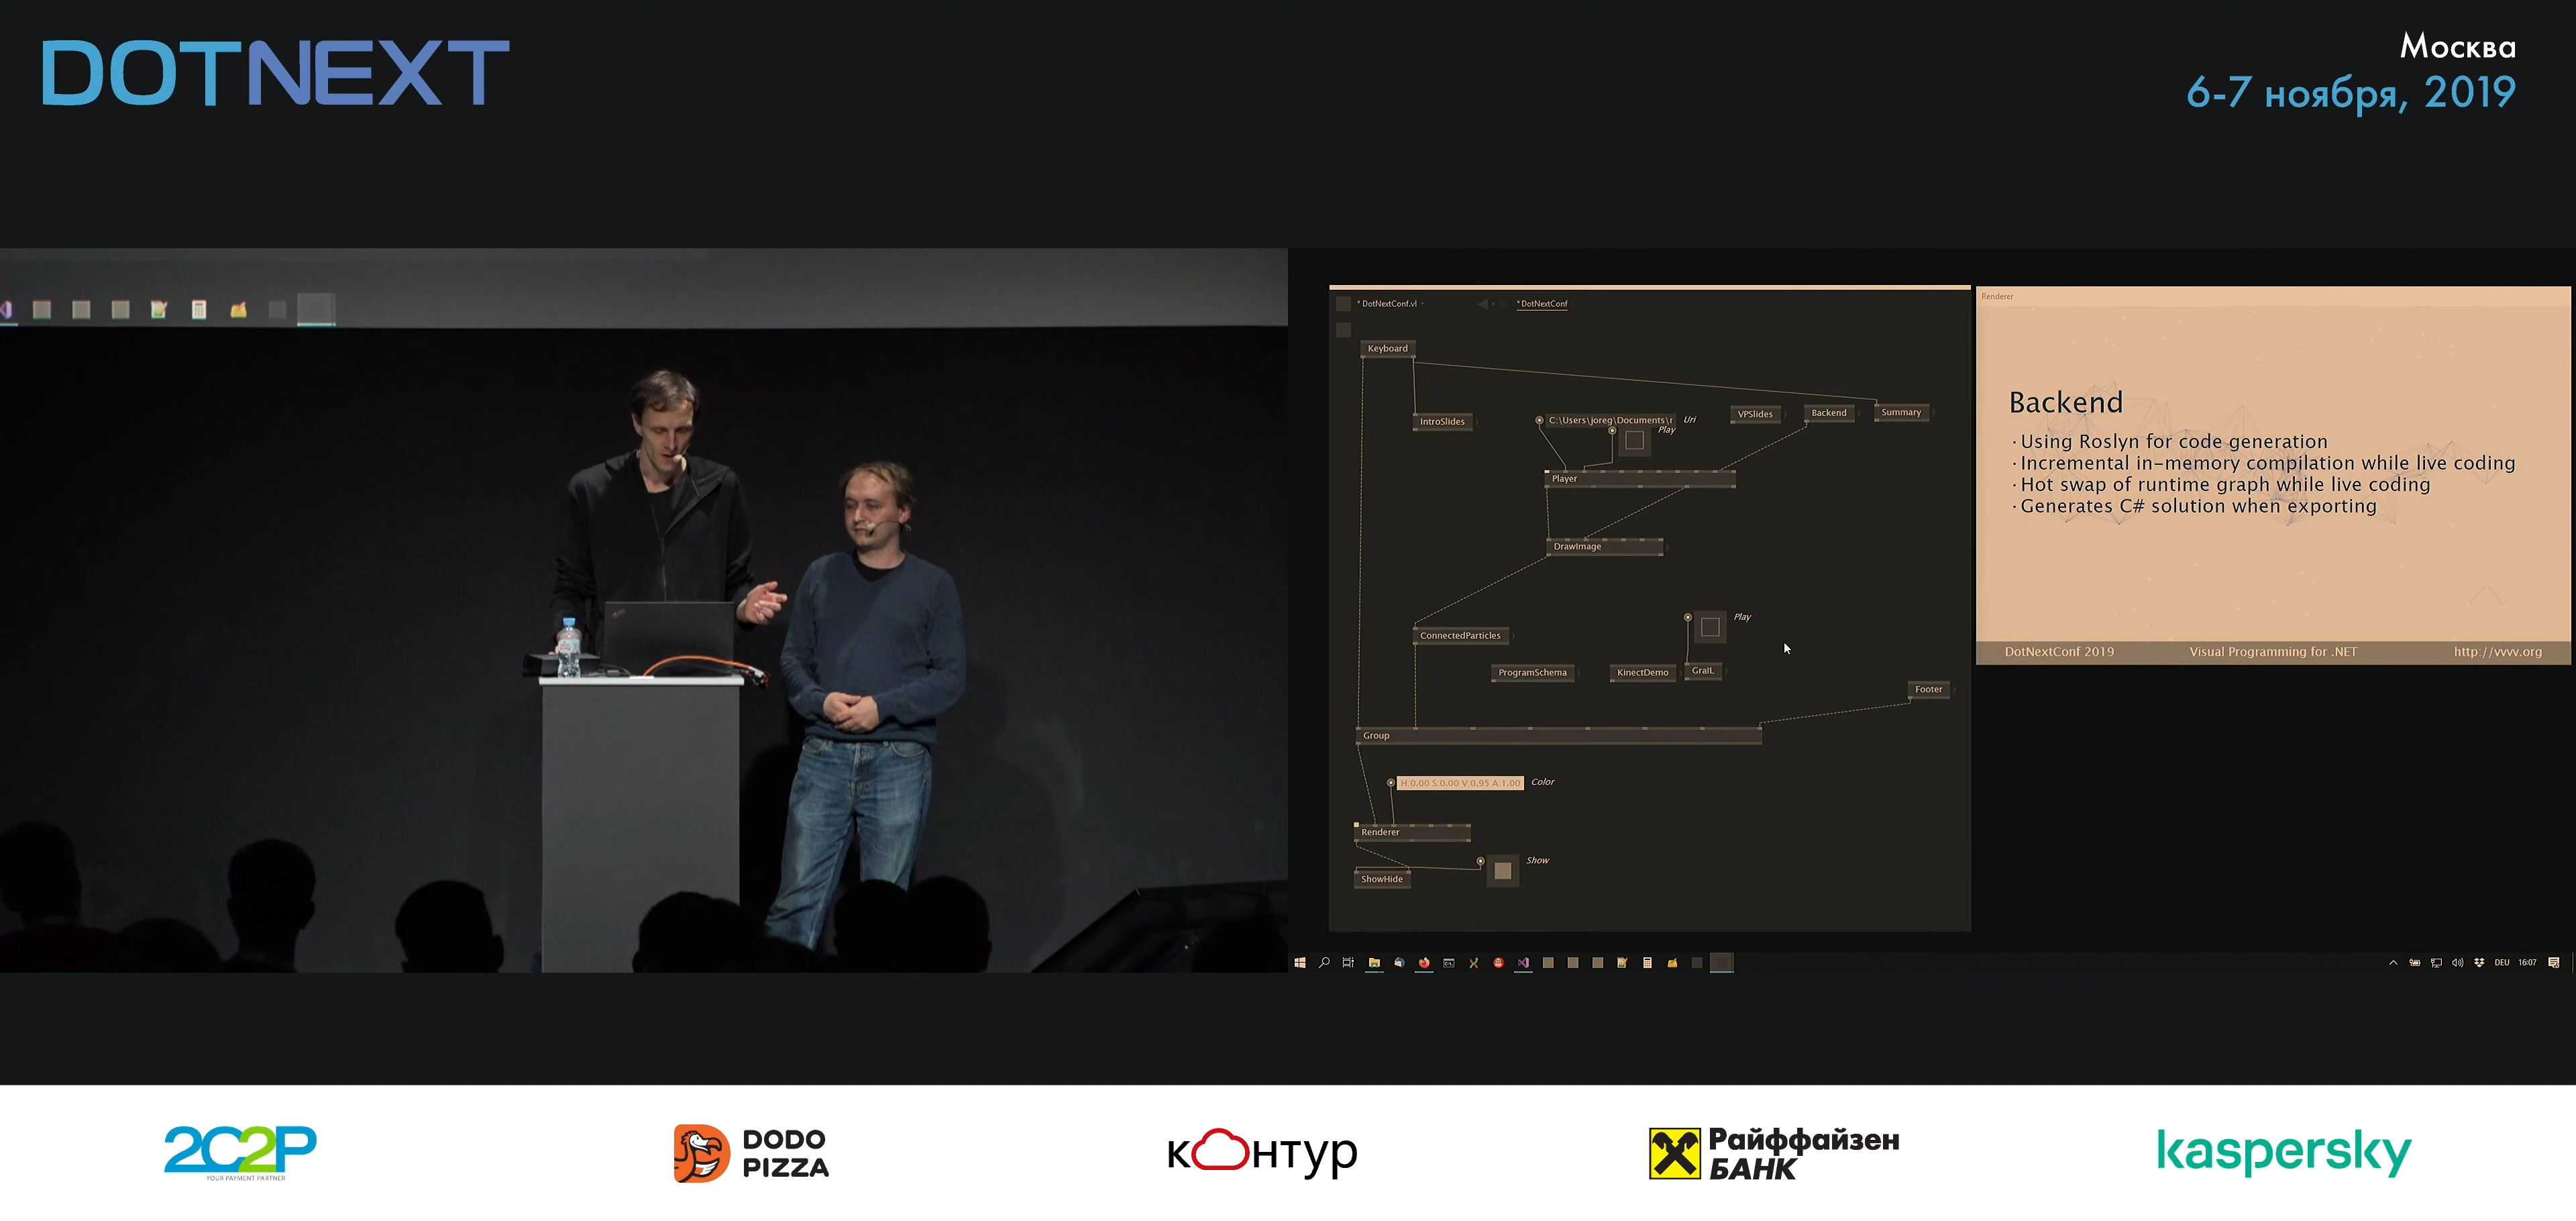 DOTNEXT
Москва
6-7 ноября, 2019
* DotNextConf.vl
* DotNextConf
Keyboard
IntroSlides
C:\Users\joreg\Documents\r
Uri
Play
VPSlides
Backend
Summary
Player
DrawImage
ConnectedParticles
Play
ProgramSchema
KinectDemo
GralL
Footer
Group
H:0.00 S:0.00 V:0.95 A:1.00
Color
Renderer
Show
ShowHide
Renderer
Backend
·Using Roslyn for code generation
·Incremental in-memory compilation while live coding
·Hot swap of runtime graph while live coding
·Generates C# solution when exporting
DotNextConf 2019
Visual Programming for .NET
http://vvvv.org
DEU
16:07
2C2P
YOUR PAYMENT PARTNER
DODO
PIZZA
контур
Райффайзен
БАНК
kaspersky